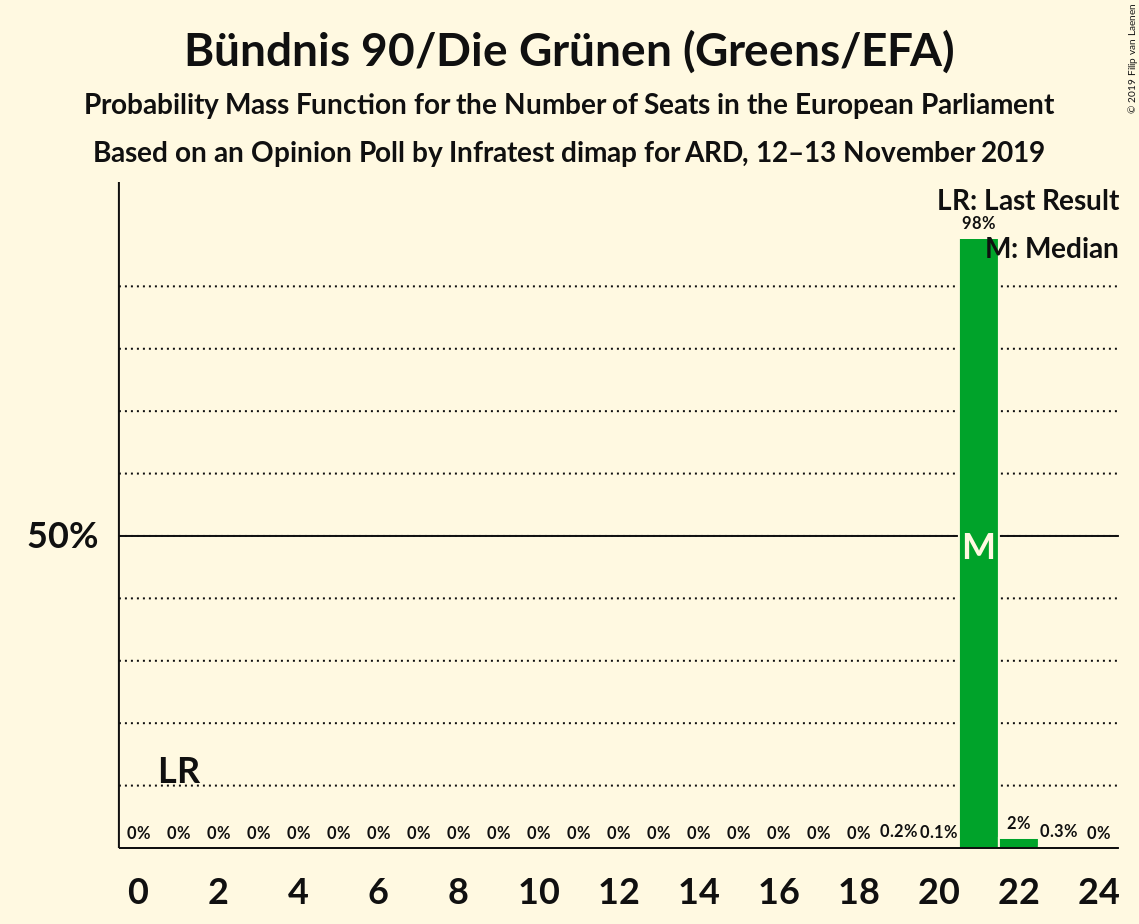 Bündnis 90/Die Grünen (Greens/EFA)
Probability Mass Function for the Number of Seats in the European Parliament
Based on an Opinion Poll by Infratest dimap for ARD, 12–13 November 2019
© 2019 Filip van Laenen
LR: Last Result
98%
M: Median
50%
M
LR
0% 0% 0% 0% 0% 0% 0% 0% 0% 0% 0% 0% 0% 0% 0% 0% 0% 0% 0% 0.2% 0.1% 2% 0.3% 0%
0 2 4 6 8 10 12 14 16 18 20 22 24